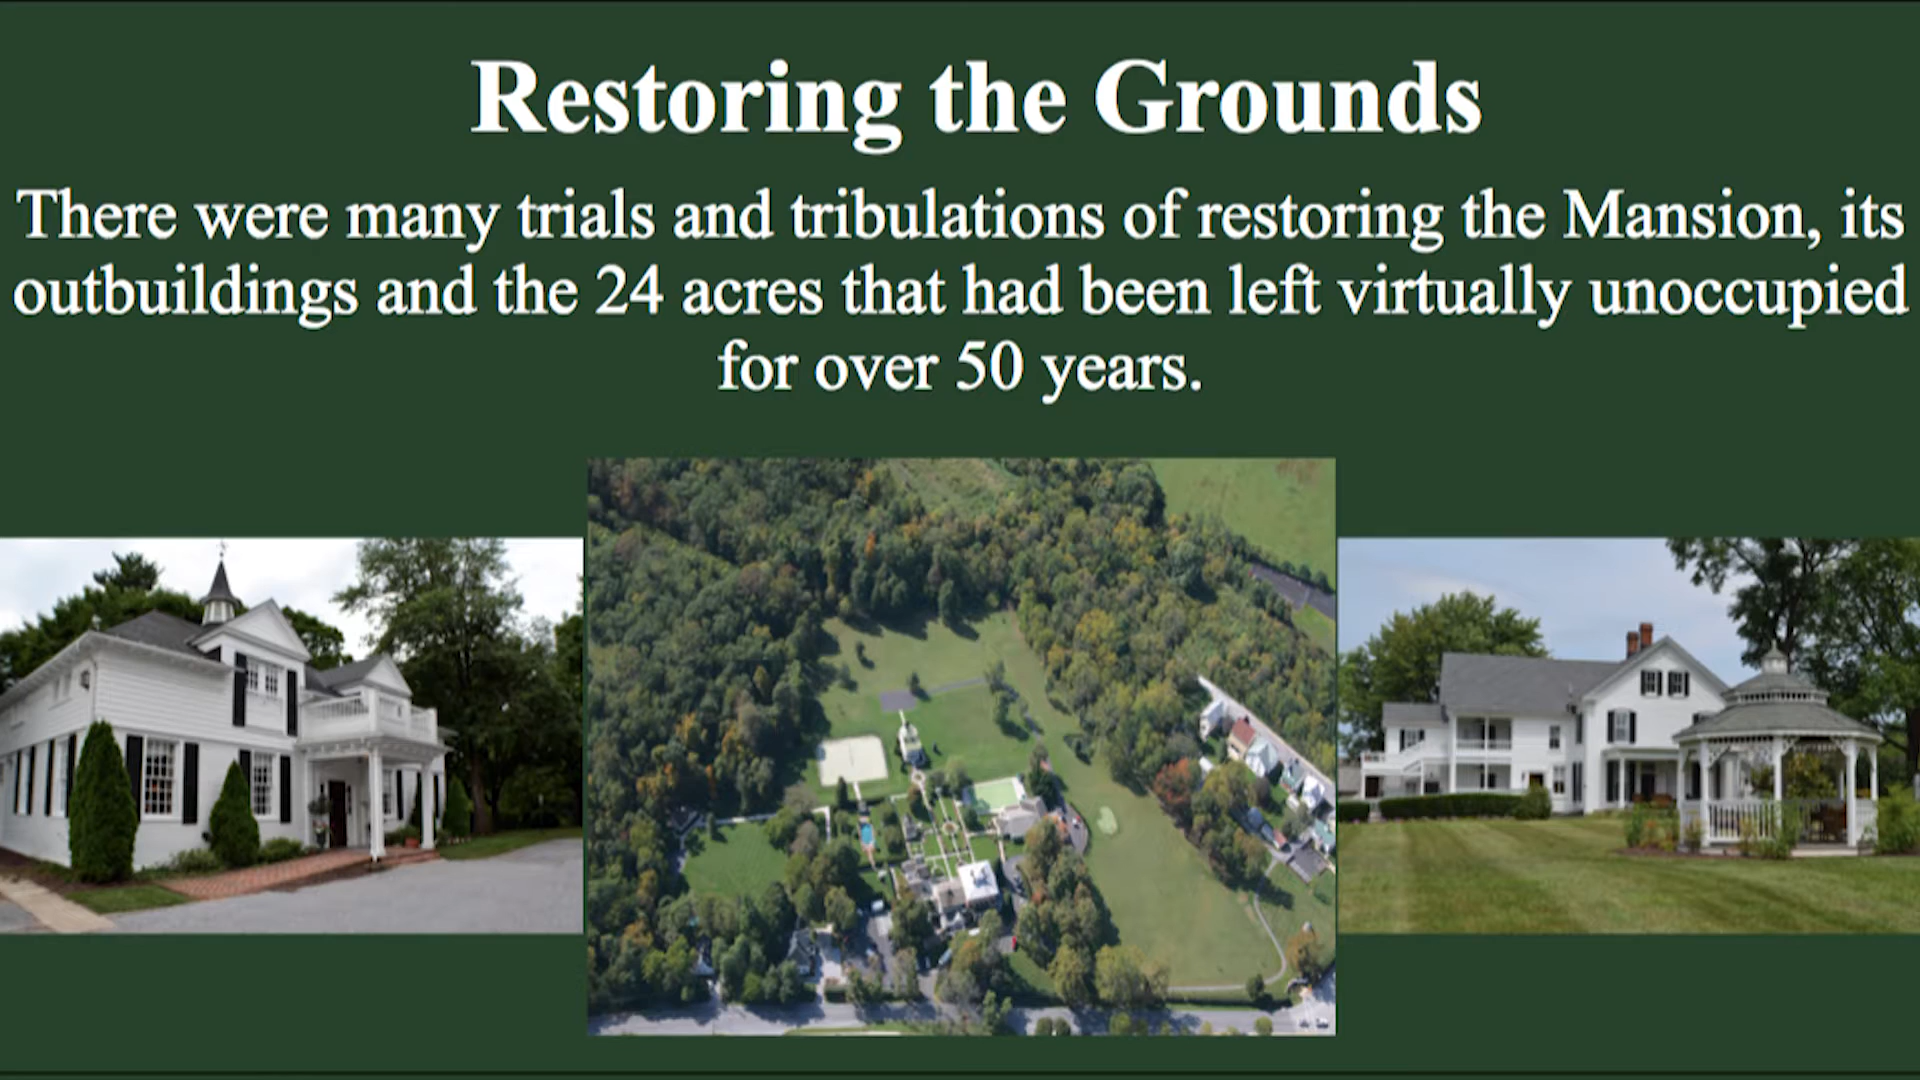 Restoring the Grounds
There were many trials and tribulations of restoring the Mansion, its
outbuildings and the 24 acres that had been left virtually unoccupied
for over 50 years.